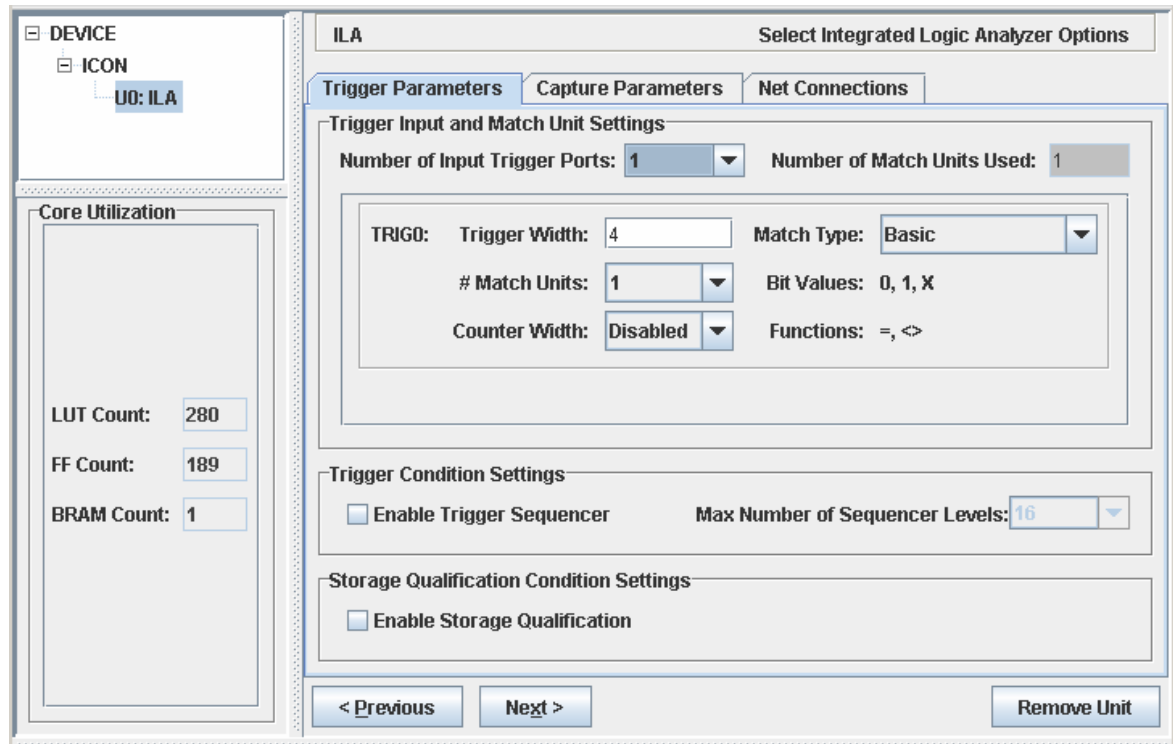 DEVICE
ICON
U0: ILA
Core Utilization
LUT Count: 280
FF Count: 189
BRAM Count: 1
ILA Select Integrated Logic Analyzer Options
Trigger Parameters Capture Parameters Net Connections
Trigger Input and Match Unit Settings
Number of Input Trigger Ports: 1 Number of Match Units Used: 1
TRIG0: Trigger Width: 4 Match Type: Basic
# Match Units: 1 Bit Values: 0, 1, X
Counter Width: Disabled Functions: =, <>
Trigger Condition Settings
Enable Trigger Sequencer Max Number of Sequencer Levels: 16
Storage Qualification Condition Settings
Enable Storage Qualification
< Previous Next > Remove Unit